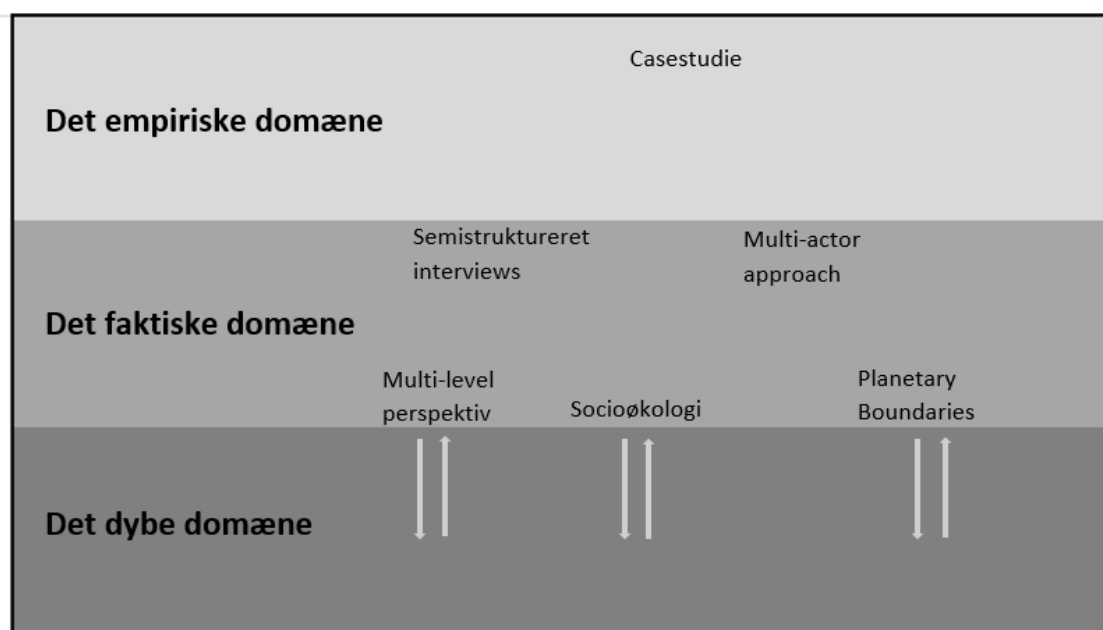 Casestudie
Det empiriske domæne
Semistruktureret
interviews
Multi-actor
approach
Det faktiske domæne
Multi-level
perspektiv
Socioøkologi
Planetary
Boundaries
Det dybe domæne